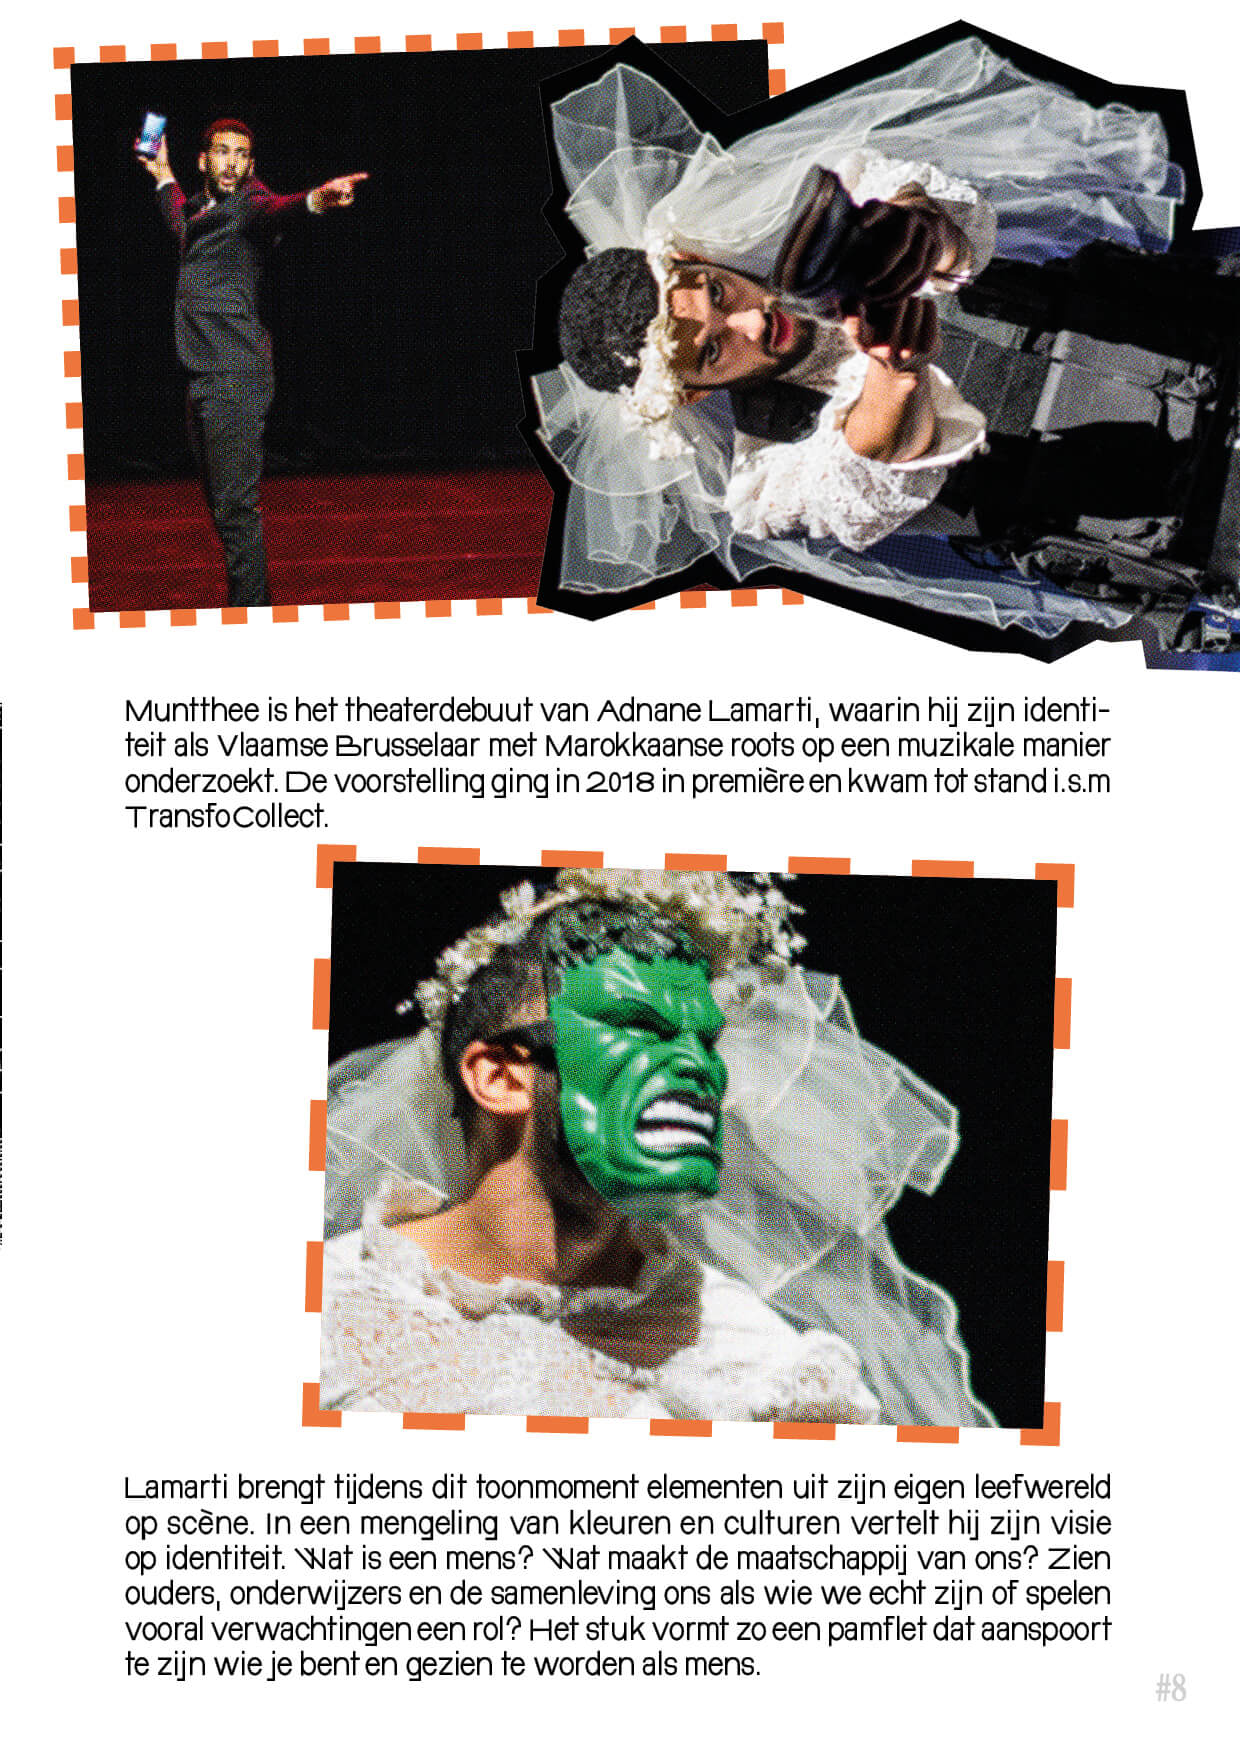 Muntthee is het theaterdebuut van Adnane Lamarti, waarin hij zijn identi-
teit als Vlaamse Brusselaar met Marokkaanse roots op een muzikale manier
onderzoekt. De voorstelling ging in 2018 in première en kwam tot stand i.s.m
TransfoCollect.
Lamarti brengt tijdens dit toonmoment elementen uit zijn eigen leefwereld
op scène. In een mengeling van kleuren en culturen vertelt hij zijn visie
op identiteit. Wat is een mens? Wat maakt de maatschappij van ons? Zien
ouders, onderwijzers en de samenleving ons als wie we echt zijn of spelen
vooral verwachtingen een rol? Het stuk vormt zo een pamflet dat aanspoort
te zijn wie je bent en gezien te worden als mens.
#8